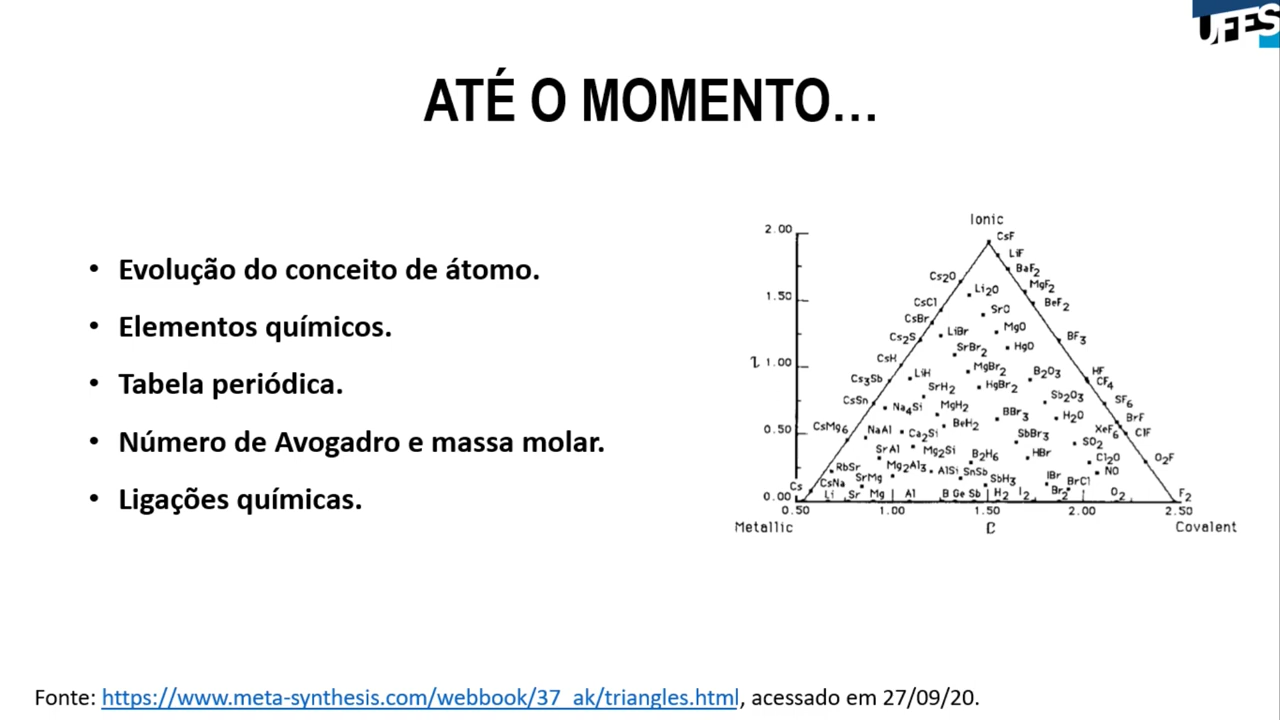 UFES
ATÉ O MOMENTO...
• Evolução do conceito de átomo.
• Elementos químicos.
• Tabela periódica.
• Número de Avogadro e massa molar.
• Ligações químicas.
Ionic
2.00
CsF
LiF
BaF₂
Cs₂O
MgF₂
Li₂O
1.50
BeF₂
CsCl
SrO
CsBr
MgO
LiBr
Cs₂S
BF₃
SrBr₂
HgO
CsH
I 1.00
MgBr₂
B₂O₃
HF
LiH
Cs₃Sb
CF₄
SrH₂
HgBr₂
Sb₂O₃
SF₆
CsSn
Na₄Si
MgH₂
BBr₃
H₂O
BrF
BeH₂
CsMg₆
NaAl
Ca₂Si
SbBr₃
XeF₆
ClF
0.50
SO₂
SrAl
Mg₂Si
B₂H₆
HBr
Cl₂O
O₂F
RbSr
Mg₂Al₃
AlSi
SnSb
NO
SrMg
SbH₃
IBr
BrCl
Cs
CsNa
Li
Sr
Mg
Al
B
Ge
Sb
H₂
I₂
Br₂
O₂
F₂
0.00
0.50
1.00
1.50
2.00
2.50
Metallic
C
Covalent
Fonte: https://www.meta-synthesis.com/webbook/37_ak/triangles.html, acessado em 27/09/20.